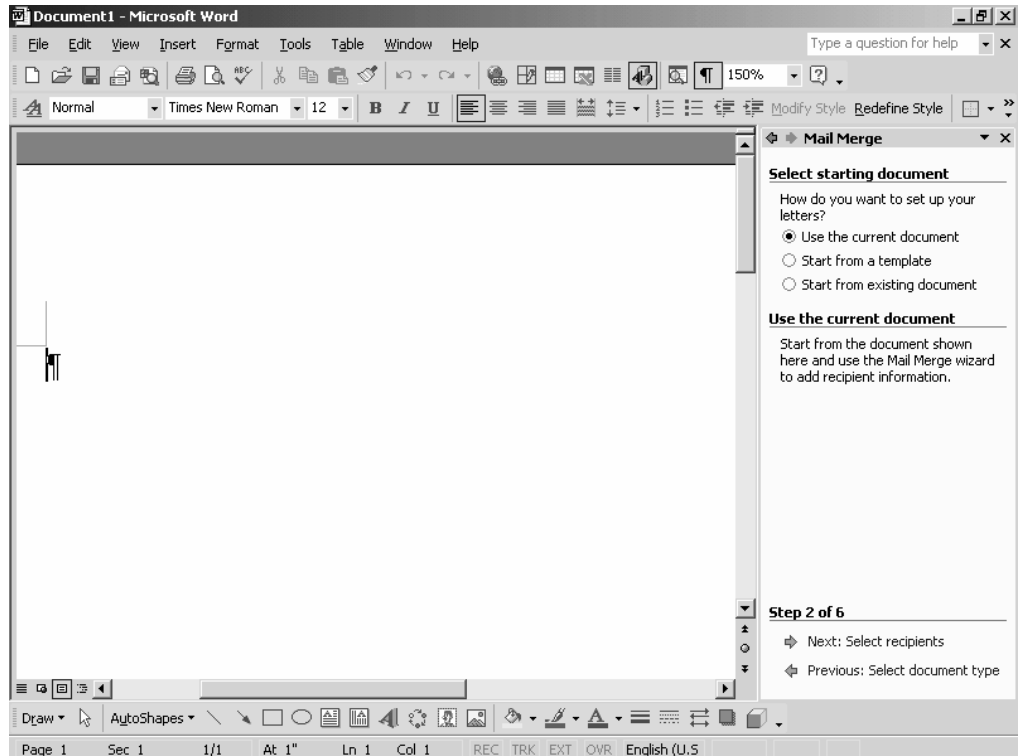 Document1 - Microsoft Word
File Edit View Insert Format Tools Table Window Help Type a question for help
ABC ¶ 150%
Normal Times New Roman 12 B I U Modify Style Redefine Style
Mail Merge
Select starting document
How do you want to set up your
letters?
Use the current document
Start from a template
Start from existing document
Use the current document
Start from the document shown
here and use the Mail Merge wizard
to add recipient information.
¶
Step 2 of 6
Next: Select recipients
Previous: Select document type
Draw AutoShapes A
Page 1 Sec 1 1/1 At 1" Ln 1 Col 1 REC TRK EXT OVR English (U.S